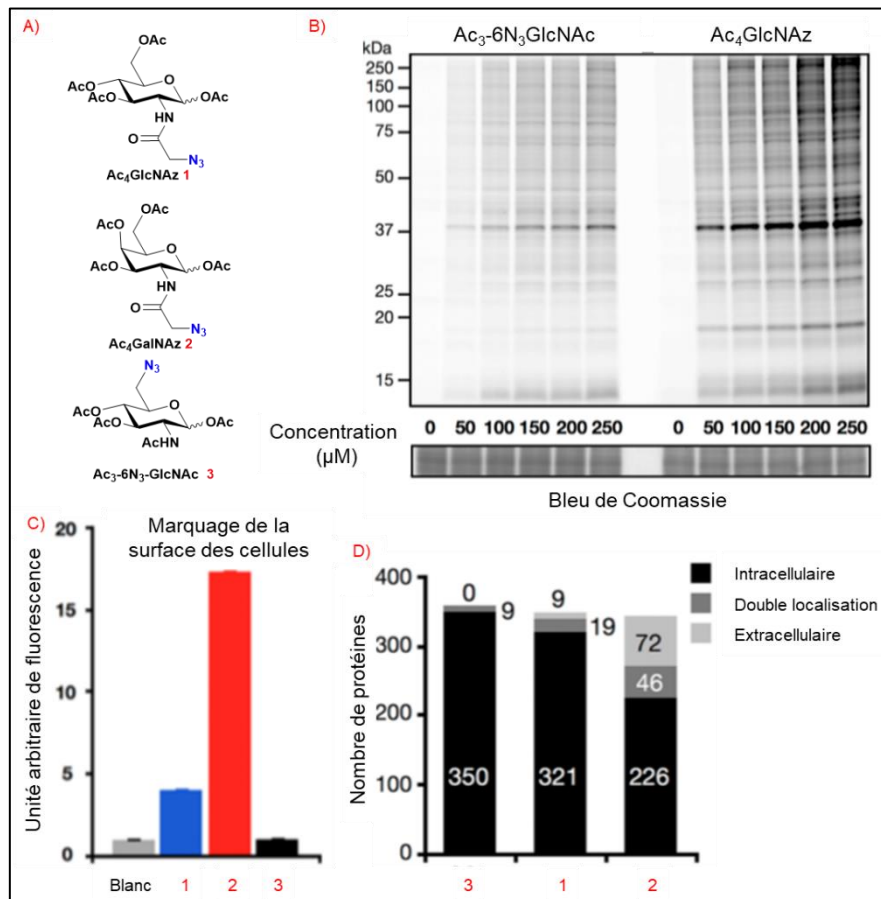 A)
OAc
AcO
AcO
O
OAc
NH
O
N3
Ac4GlcNAz 1
OAc
AcO
O
AcO
OAc
NH
O
N3
Ac4GalNAz 2
N3
AcO
O
AcO
OAc
AcHN
Ac3-6N3-GlcNAc 3
B)
Ac3-6N3GlcNAc Ac4GlcNAz
kDa
250
150
100
75
50
37
25
20
15
0 50 100 150 200 250 0 50 100 150 200 250
Concentration
(µM)
Bleu de Coomassie
C)
Marquage de la
surface des cellules
Unité arbitraire de fluorescence
20
15
10
5
0
Blanc 1 2 3
D)
Nombre de protéines
400
300
200
100
0
0
9
9
19
72
46
350
321
226
3 1 2
Intracellulaire
Double localisation
Extracellulaire